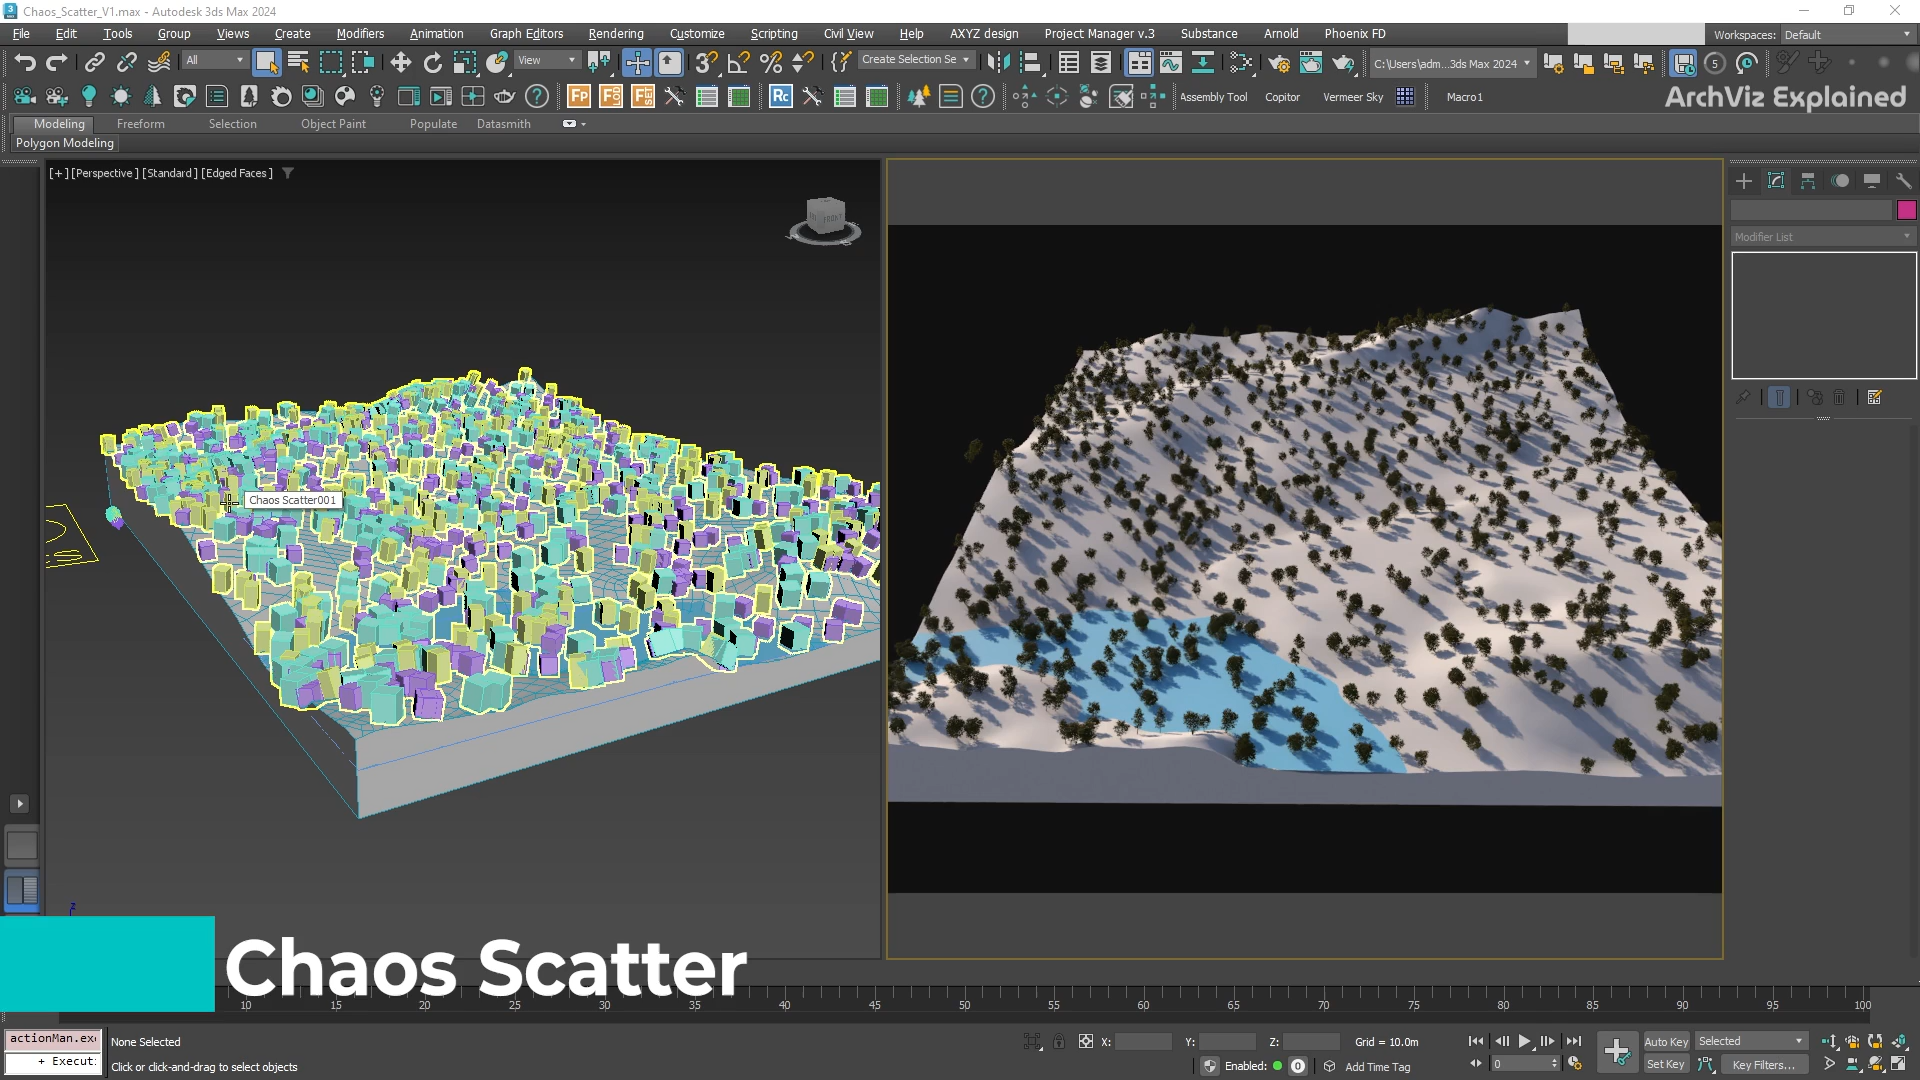 Chaos_Scatter_V1.max - Autodesk 3ds Max 2024
File Edit Tools Group Views Create Modifiers Animation Graph Editors Rendering Customize Scripting Civil View Help AXYZ design Project Manager v.3 Substance Arnold Phoenix FD Workspaces: Default
All View Create Selection Se C:\Users\adm...3ds Max 2024 5
Fp Rc Assembly Tool Copitor Vermeer Sky Macro1 ArchViz Explained
Modeling Freeform Selection Object Paint Populate Datasmith
Polygon Modeling
[+] [Perspective] [Standard] [Edged Faces]
FRONT
Modifier List
Chaos Scatter001
z
Chaos Scatter
10 15 20 25 30 35 40 45 50 55 60 65 70 75 80 85 90 95 100
actionMan.exe None Selected X: Y: Z: Grid = 10.0m Auto Key Selected
+ Execut: Click or click-and-drag to select objects Enabled: 0 Add Time Tag 0 Set Key Key Filters...